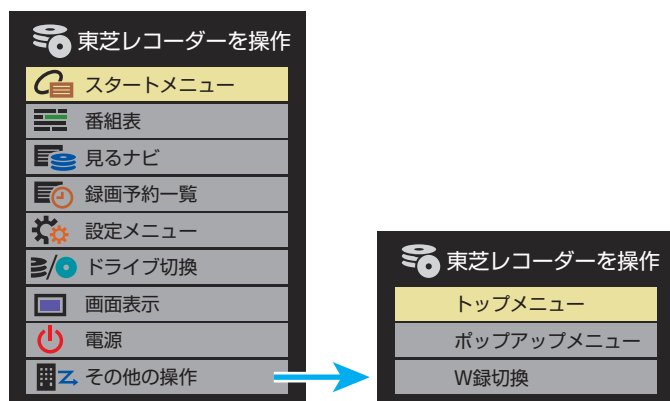 東芝レコーダーを操作
スタートメニュー
番組表
見るナビ
録画予約一覧
設定メニュー
ドライブ切換
画面表示
電源
その他の操作
東芝レコーダーを操作
トップメニュー
ポップアップメニュー
W録切換